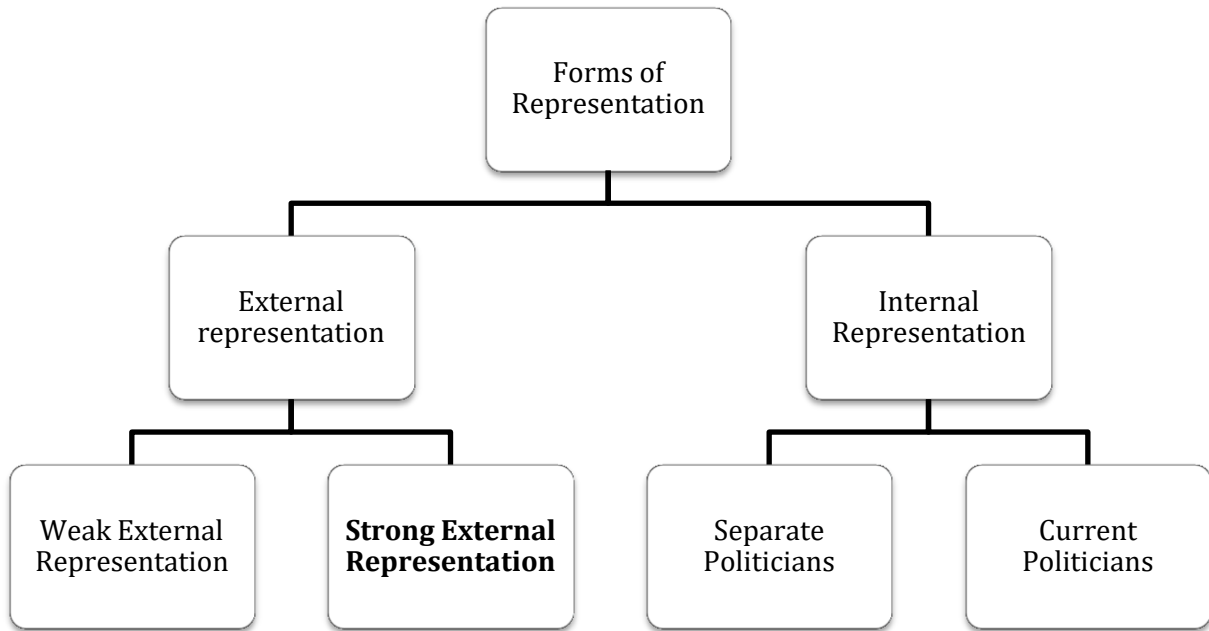 Forms of
Representation
External
representation
Internal
Representation
Weak External
Representation
Strong External
Representation
Separate
Politicians
Current
Politicians